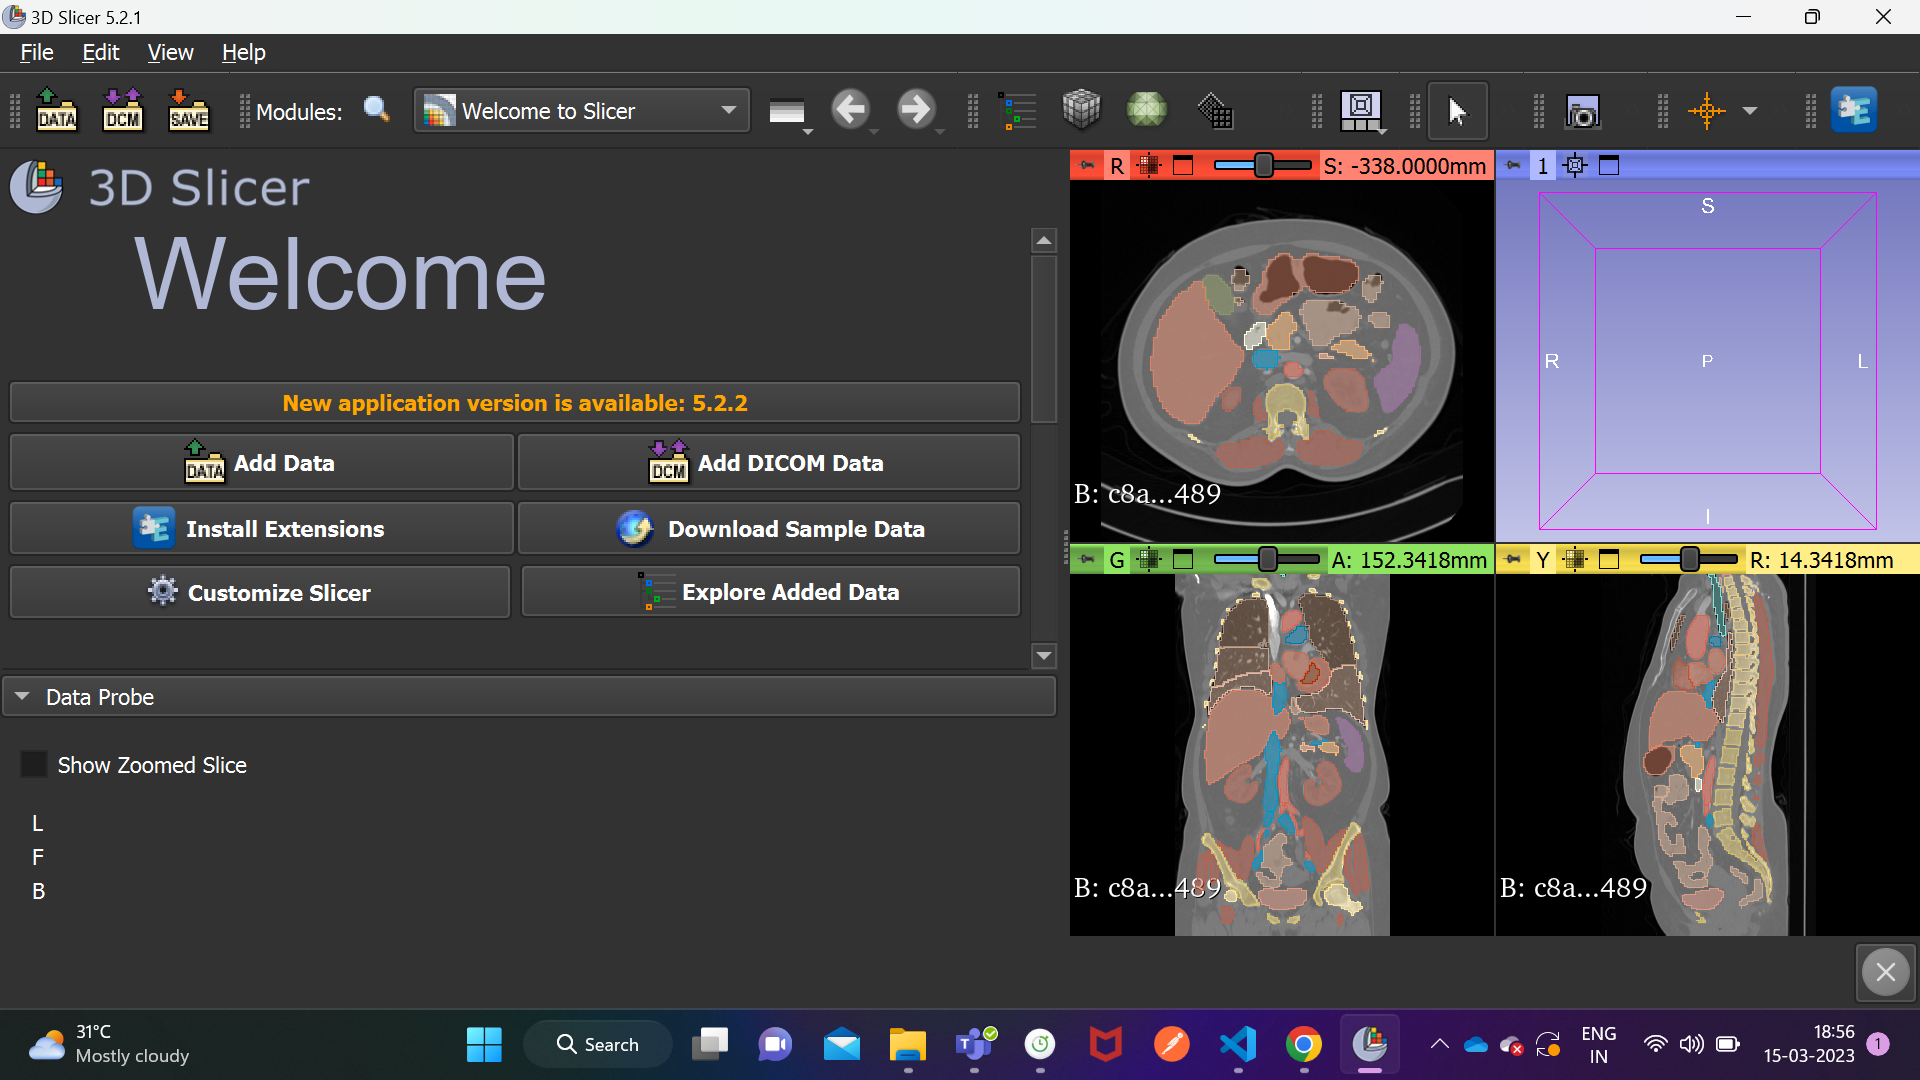 3D Slicer 5.2.1
File Edit View Help
DATA DCM SAVE Modules: Welcome to Slicer
3D Slicer
Welcome
New application version is available: 5.2.2
DATA Add Data
DCM Add DICOM Data
Install Extensions
Download Sample Data
Customize Slicer
Explore Added Data
Data Probe
Show Zoomed Slice
L
F
B
R S: -338.0000mm
B: c8a...489
1
S
R P L
I
G A: 152.3418mm
B: c8a...489
Y R: 14.3418mm
B: c8a...489
31°C
Mostly cloudy
Search
ENG
IN
18:56
15-03-2023
1